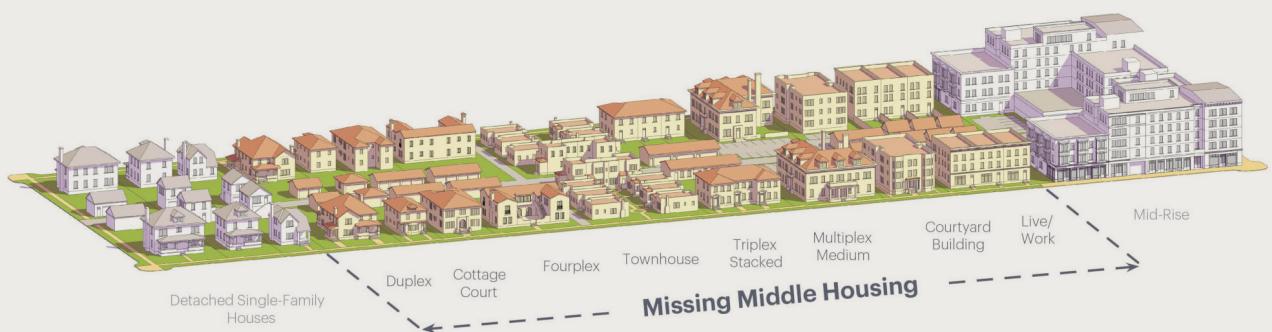 Detached Single-Family
Houses
Duplex
Cottage
Court
Fourplex
Townhouse
Triplex
Stacked
Multiplex
Medium
Courtyard
Building
Live/
Work
Mid-Rise
Missing Middle Housing